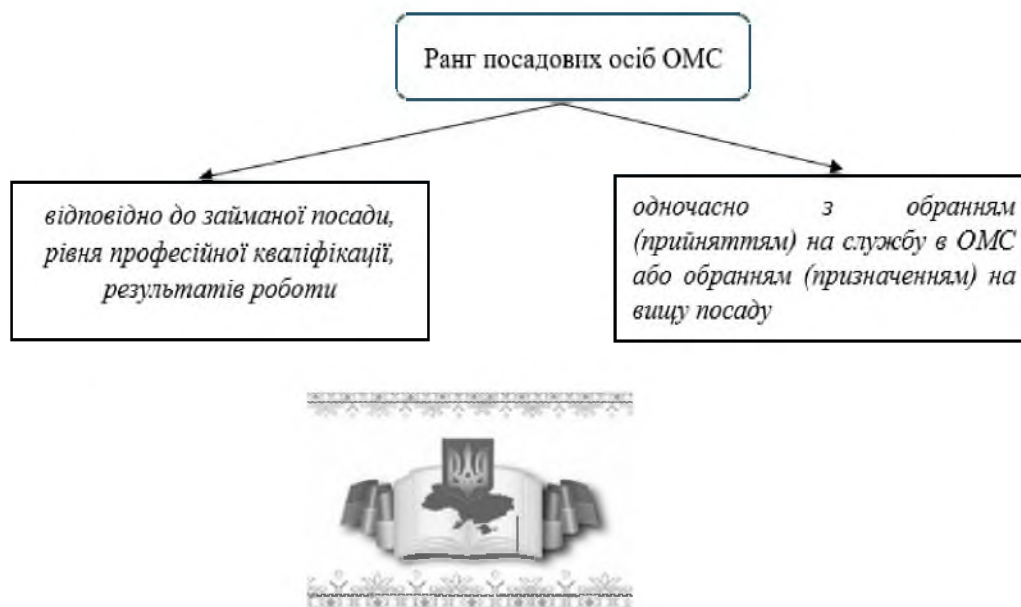 Ранг посадових осіб ОМС
відповідно до займаної посади,
рівня професійної кваліфікації,
результатів роботи
одночасно з обранням
(прийняттям) на службу в ОМС
або обранням (призначенням) на
вищу посаду